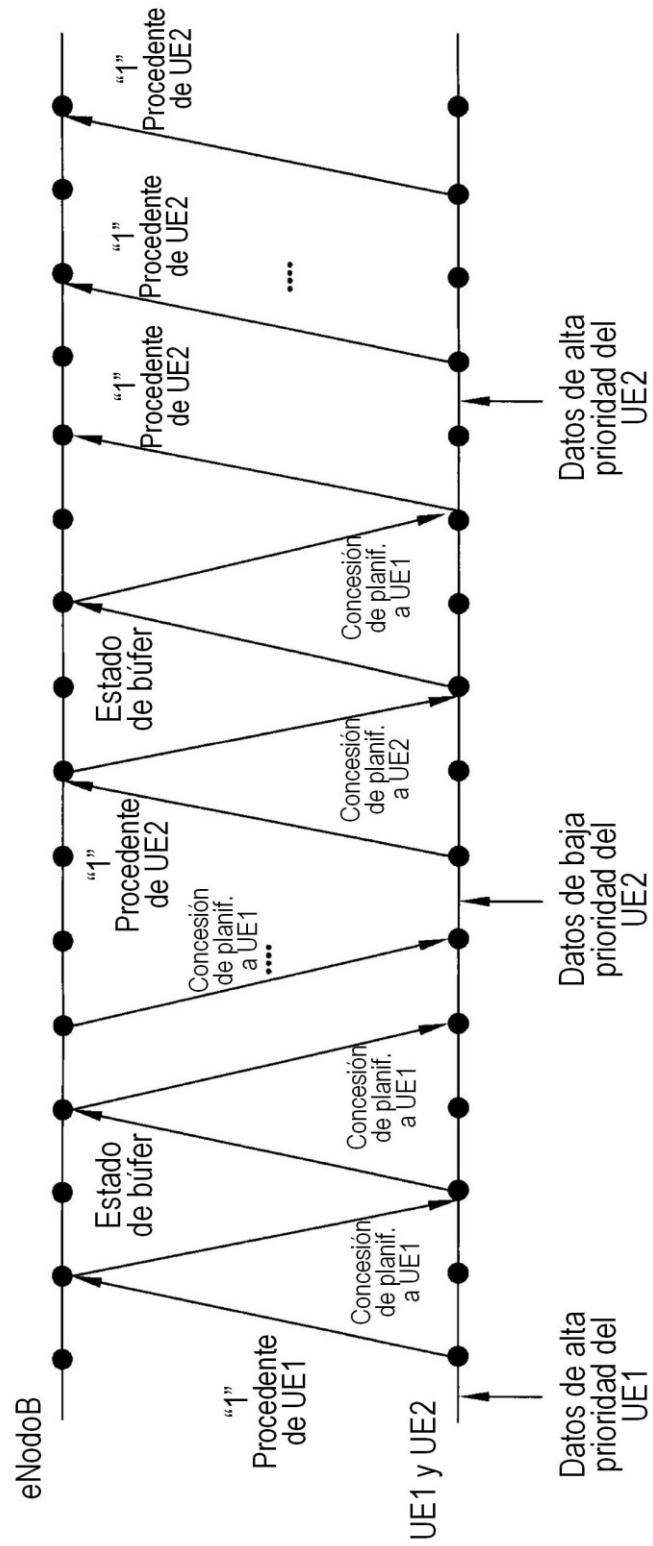 eNodoB
“1”
Procedente
de UE1
Estado
de búfer
“1”
Procedente
de UE2
Estado
de búfer
“1”
Procedente
de UE2
“1”
Procedente
de UE2
“1”
Procedente
de UE2
Concesión
de planif.
a UE1
Concesión
de planif.
a UE1
Concesión
de planif.
a UE1
....
Concesión
de planif.
a UE2
Concesión
de planif.
a UE1
....
UE1 y UE2
Datos de alta
prioridad del
UE1
Datos de baja
prioridad del
UE2
Datos de alta
prioridad del
UE2